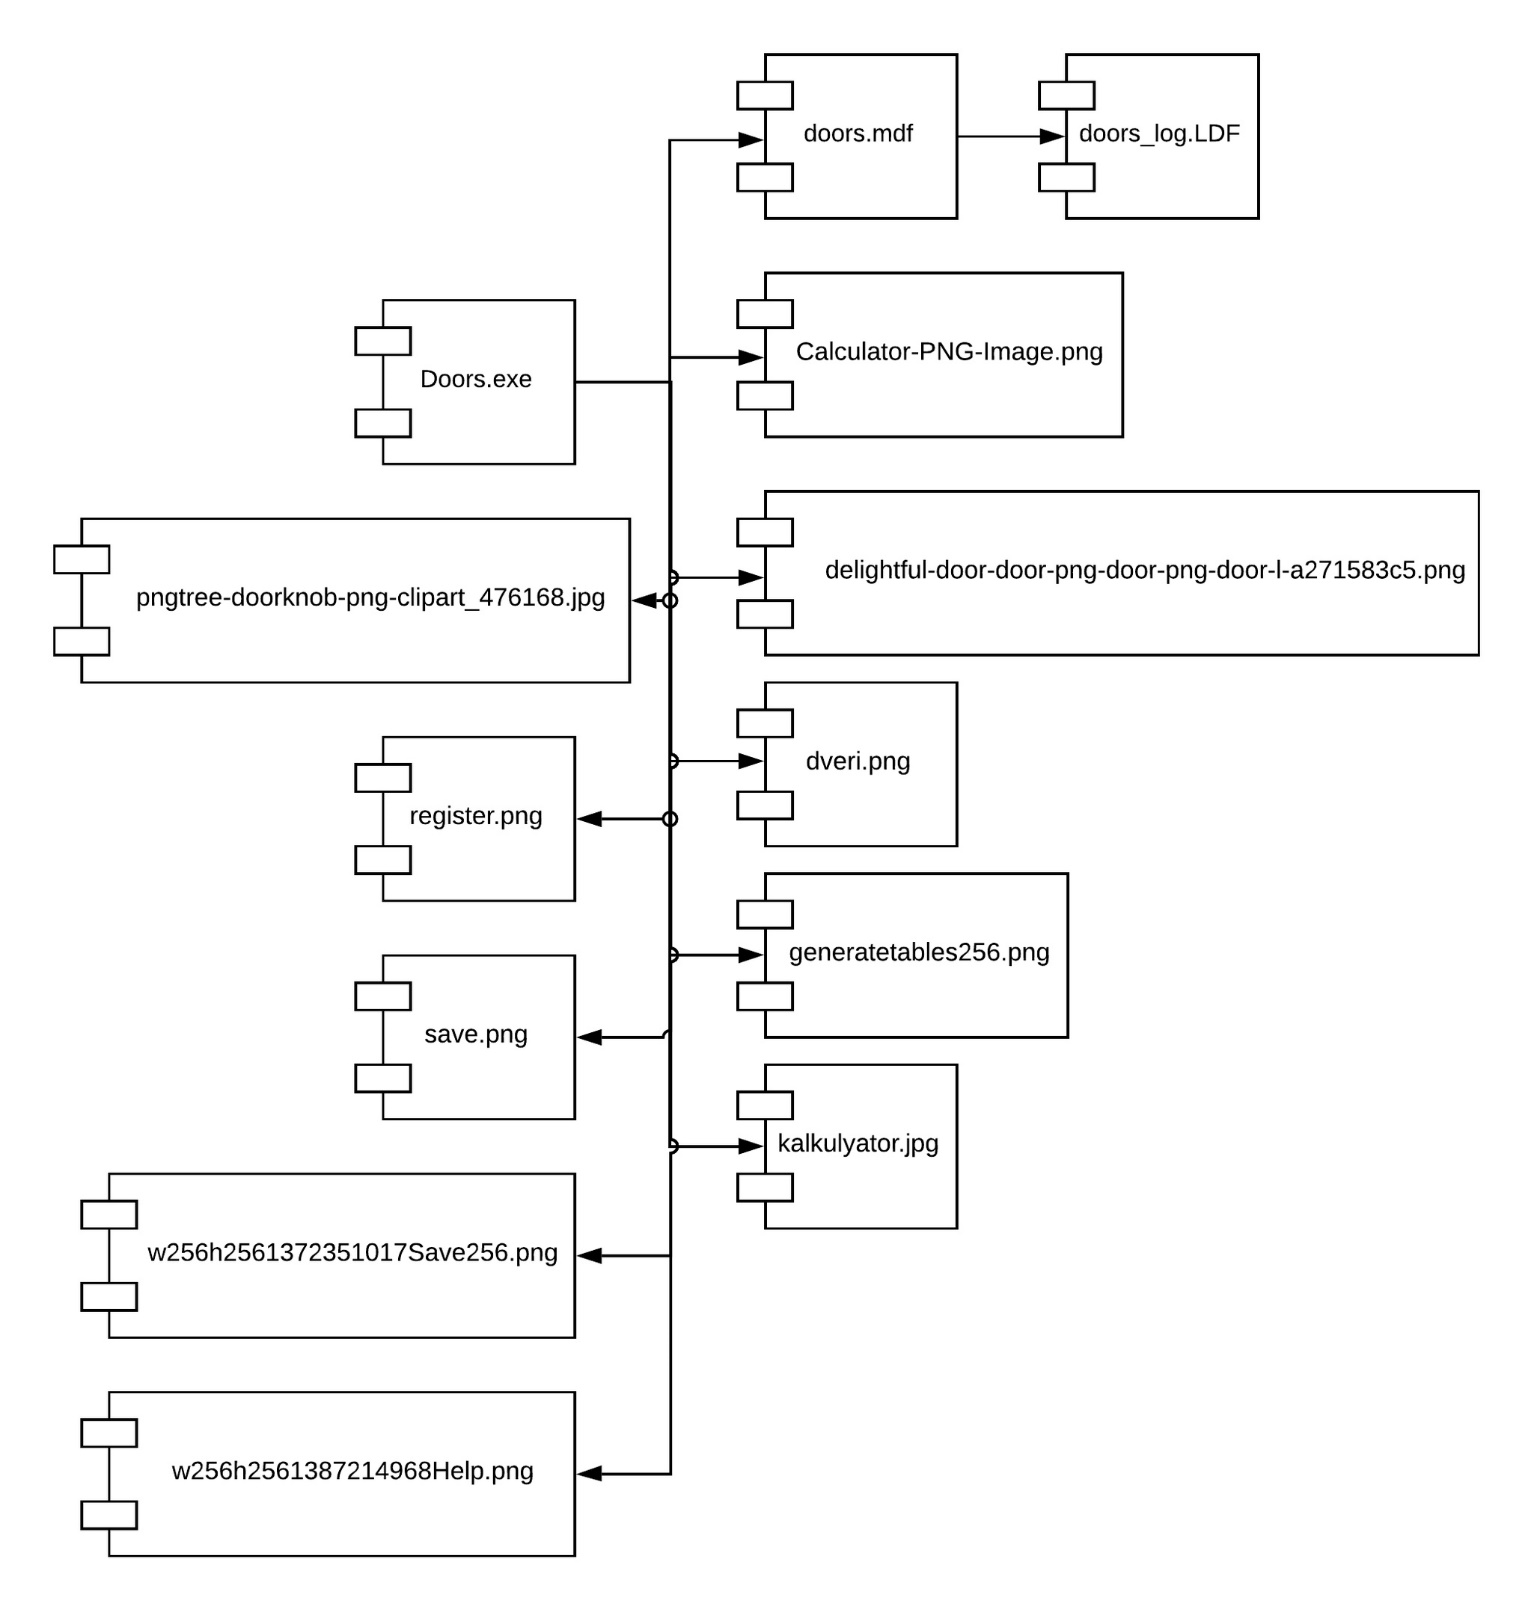 doors.mdf
doors_log.LDF
Calculator-PNG-Image.png
Doors.exe
delightful-door-door-png-door-png-door-l-a271583c5.png
pngtree-doorknob-png-clipart_476168.jpg
dveri.png
register.png
generatetables256.png
save.png
kalkulyator.jpg
w256h2561372351017Save256.png
w256h2561387214968Help.png